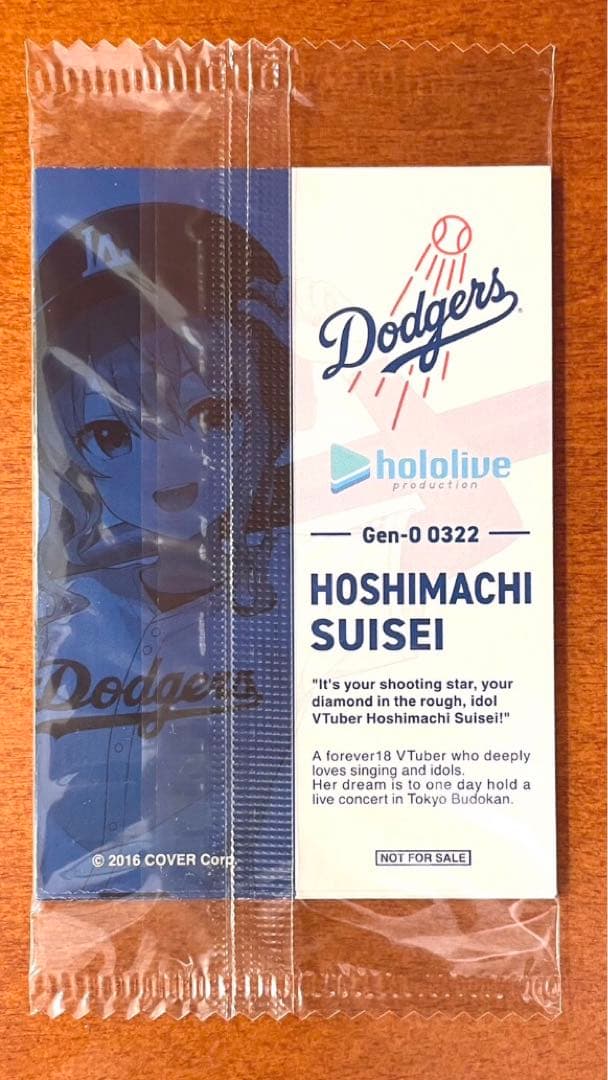 LA
Dodgers
© 2016 COVER Corp.
Dodgers
hololive
production
Gen-0 0322
HOSHIMACHI
SUISEI
"It's your shooting star, your
diamond in the rough, idol
VTuber Hoshimachi Suisei!"
A forever18 VTuber who deeply
loves singing and idols.
Her dream is to one day hold a
live concert in Tokyo Budokan.
NOT FOR SALE